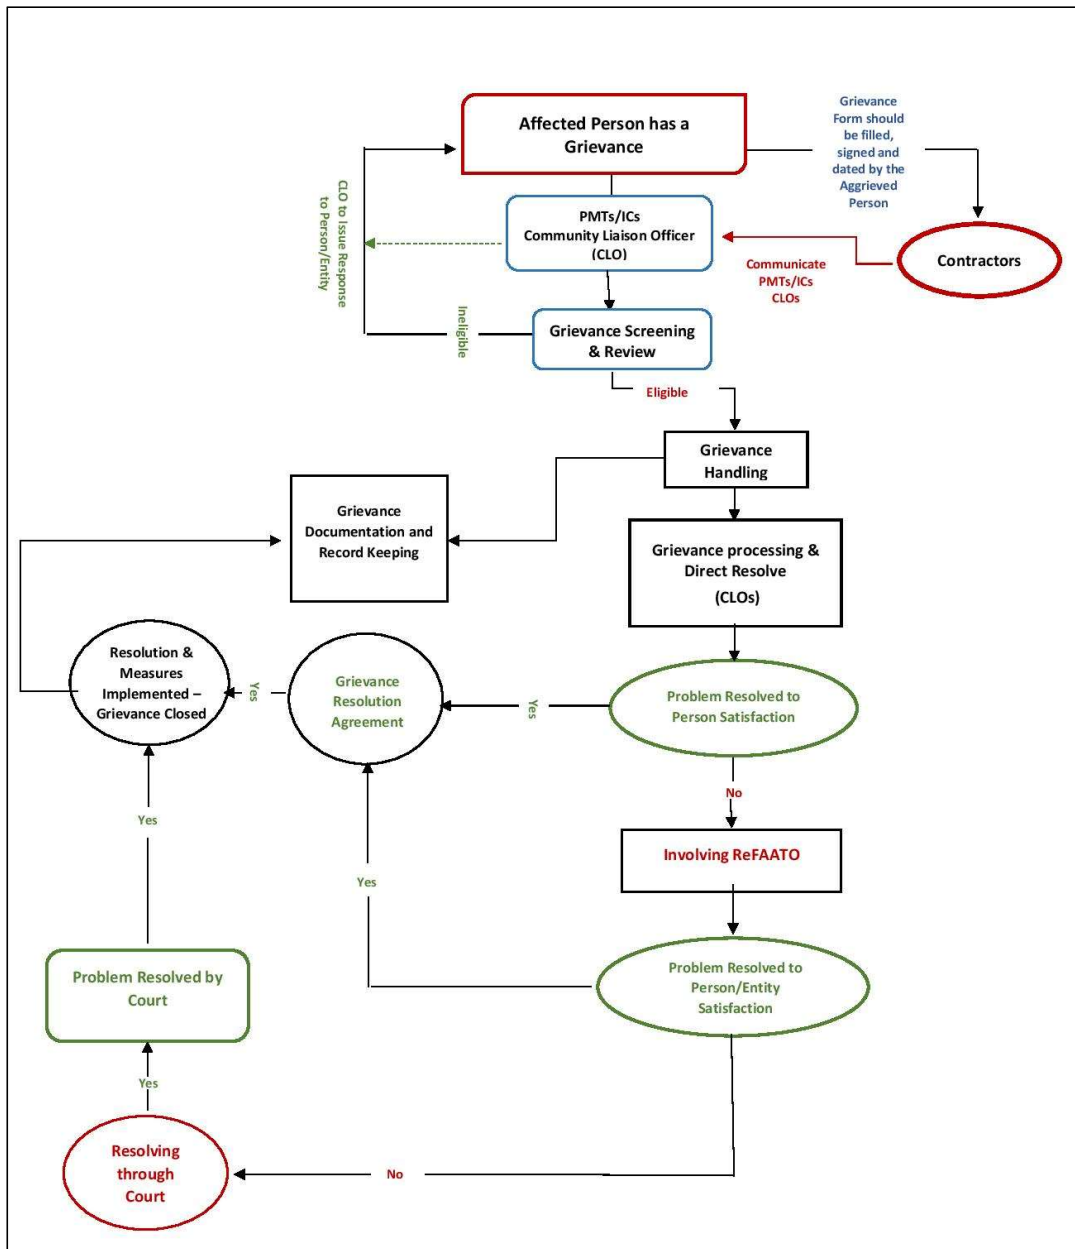 Affected Person has a
Grievance
Grievance
Form should
be filled,
signed and
dated by the
Aggrieved
Person
CLO to Issue Response
to Person/Entity
PMTs/ICs
Community Liaison Officer
(CLO)
Communicate
PMTs/ICs
CLOs
Contractors
Ineligible
Grievance Screening
& Review
Eligible
Grievance
Handling
Grievance
Documentation and
Record Keeping
Grievance processing &
Direct Resolve
(CLOs)
Resolution &
Measures
Implemented –
Grievance Closed
Yes
Grievance
Resolution
Agreement
Yes
Problem Resolved to
Person Satisfaction
No
Yes
Involving ReFAATO
Yes
Problem Resolved by
Court
Problem Resolved to
Person/Entity
Satisfaction
Yes
Resolving
through
Court
No